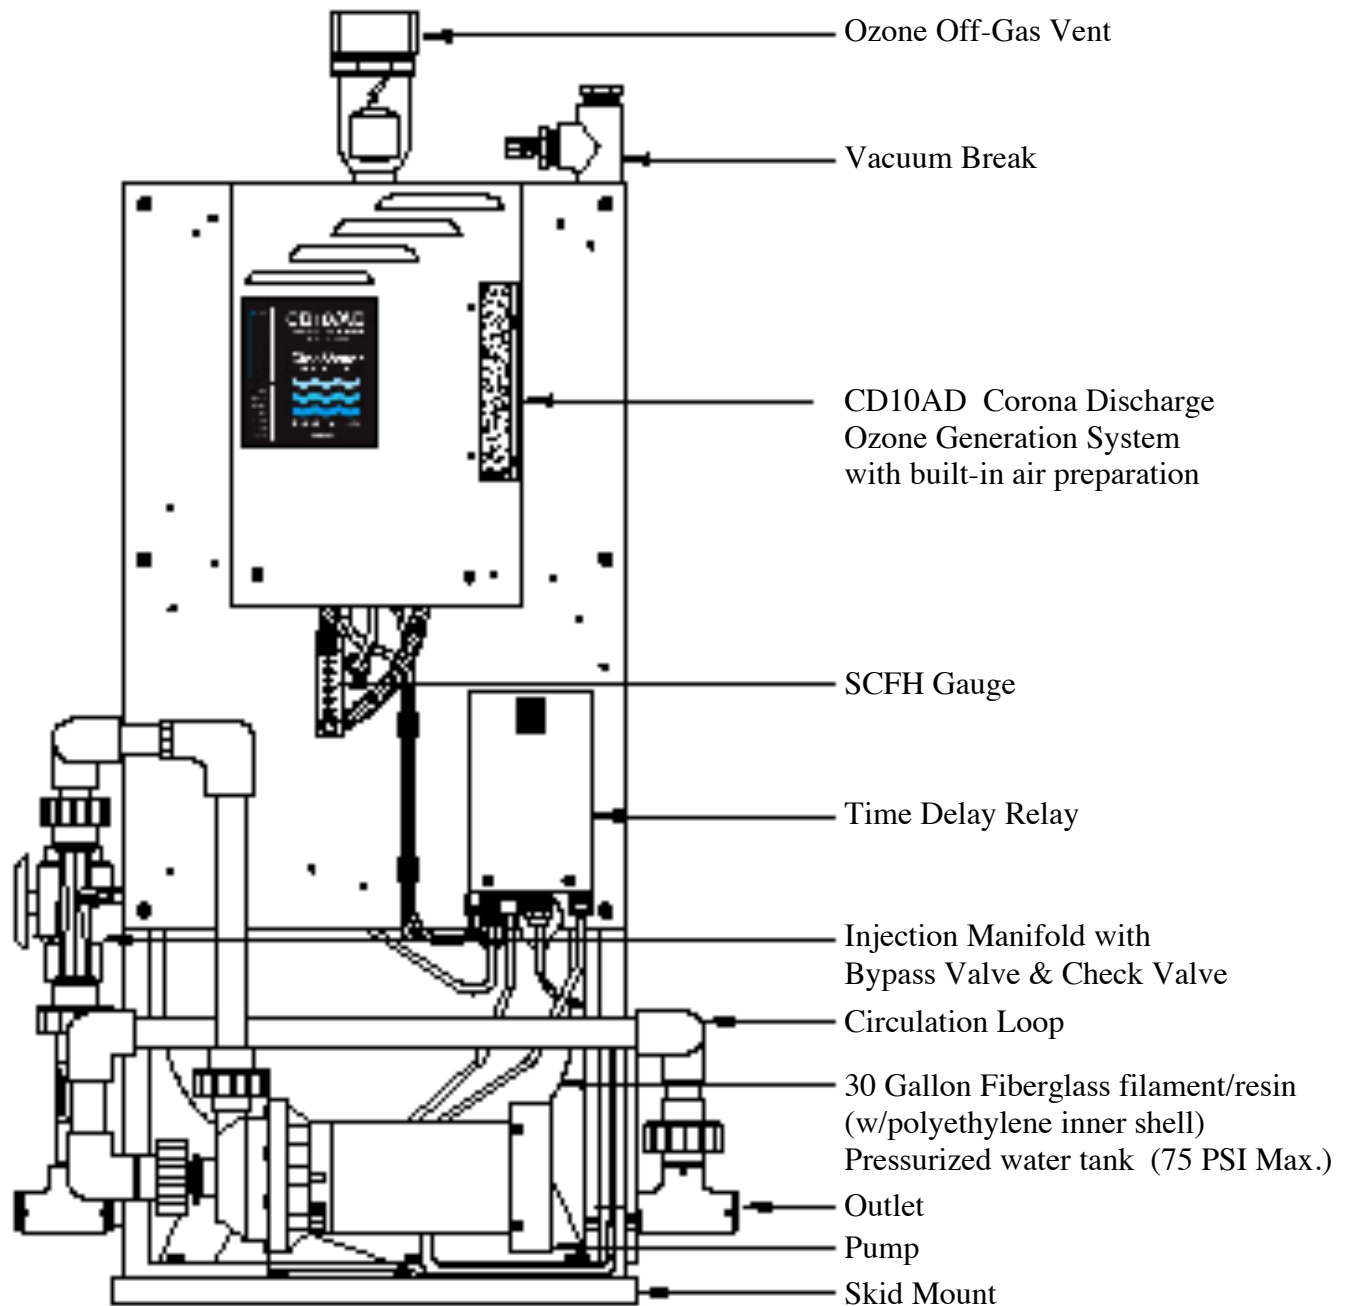 Ozone Off-Gas Vent
Vacuum Break
CD10AD Corona Discharge
Ozone Generation System
with built-in air preparation
SCFH Gauge
Time Delay Relay
Injection Manifold with
Bypass Valve & Check Valve
Circulation Loop
30 Gallon Fiberglass filament/resin
(w/polyethylene inner shell)
Pressurized water tank (75 PSI Max.)
Outlet
Pump
Skid Mount